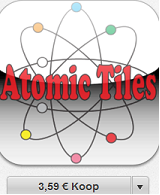 Atomic Tiles
3,59 € Koop